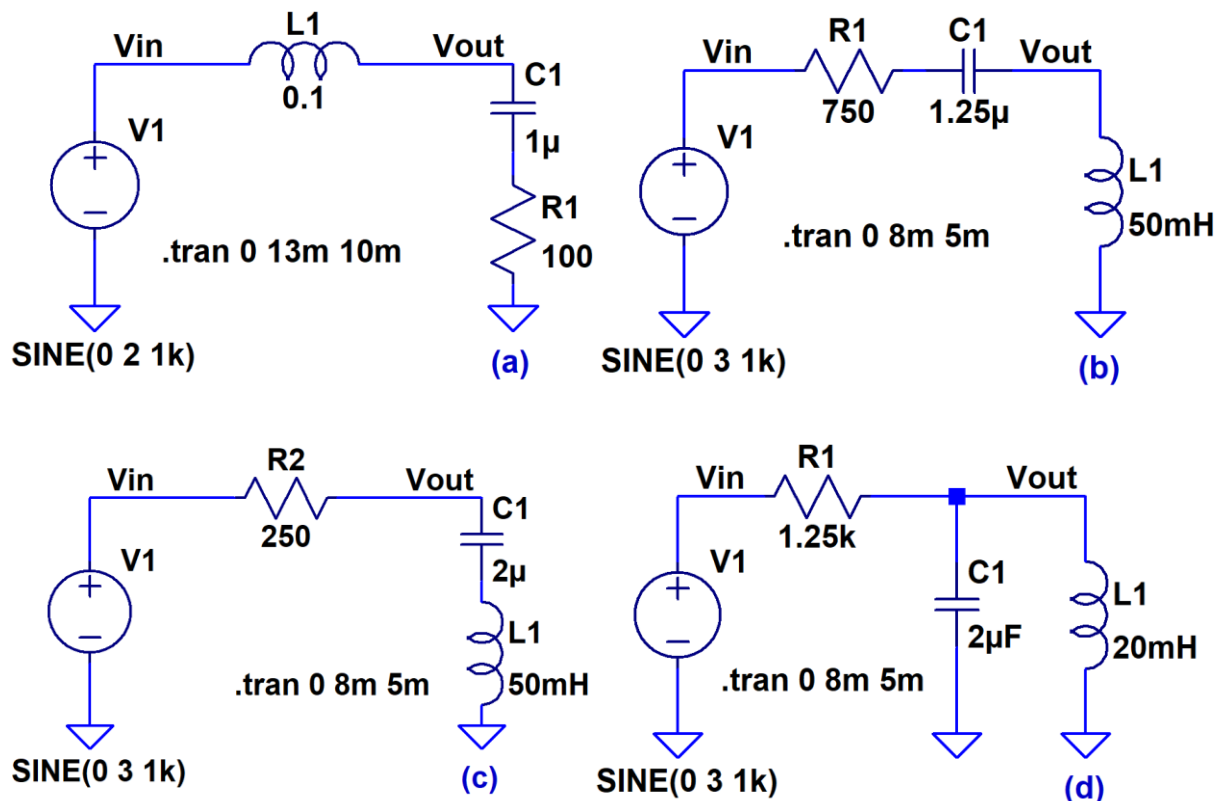 L1
Vin
Vout
0.1
C1
1µ
V1
R1
100
.tran 0 13m 10m
SINE(0 2 1k)
(a)
R1
C1
Vin
Vout
750
1.25µ
V1
L1
50mH
.tran 0 8m 5m
SINE(0 3 1k)
(b)
R2
Vin
Vout
250
C1
2µ
V1
L1
50mH
.tran 0 8m 5m
SINE(0 3 1k)
(c)
R1
Vin
Vout
1.25k
V1
C1
2µF
L1
20mH
.tran 0 8m 5m
SINE(0 3 1k)
(d)